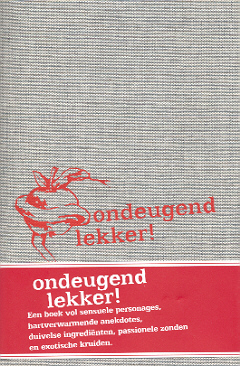 ondeugend
lekker!
ondeugend
lekker!
Een boek vol sensuele personages,
hartverwarmende anekdotes,
duivelse ingrediënten, passionele zonden
en exotische kruiden.